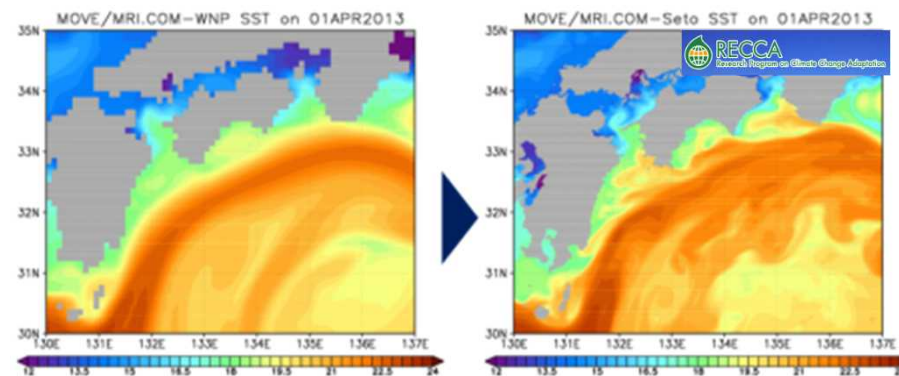 MOVE/MRI.COM-WNP SST on 01APR2013
35N
34N
33N
32N
31N
30N
130E 131E 132E 133E 134E 135E 136E 137E
12 13.5 15 16.5 18 19.5 21 22.5 24
MOVE/MRI.COM-Seto SST on 01APR2013
RECCA
Research Program on Climate Change Adaptation
35N
34N
33N
32N
31N
30N
130E 131E 132E 133E 134E 135E 136E 137E
12 13.5 15 16.5 18 19.5 21 22.5